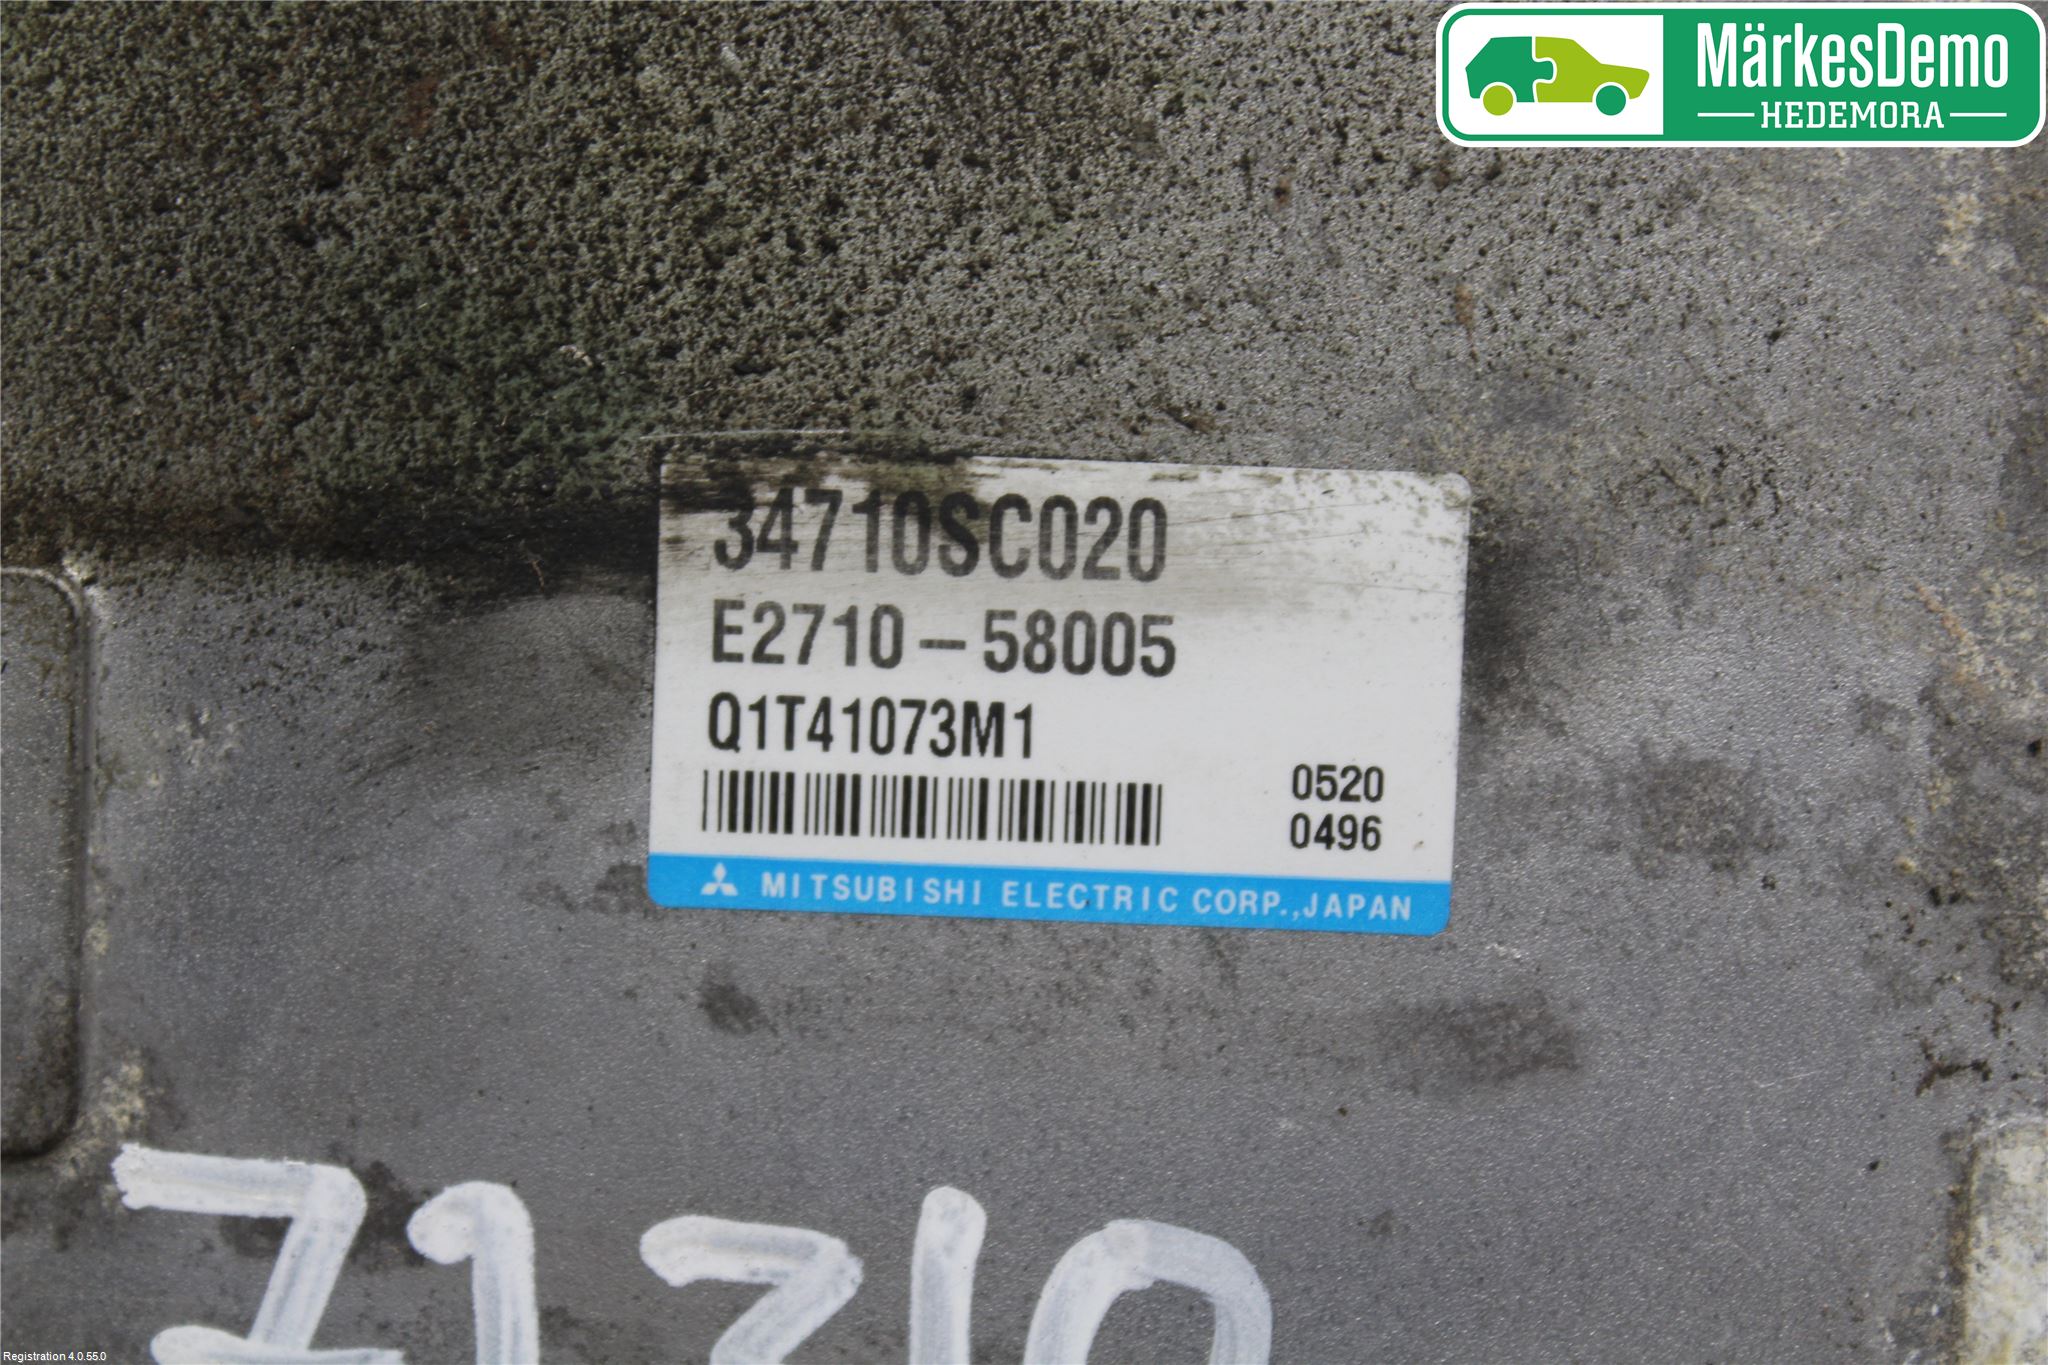 MärkesDemo
HEDEMORA
34710SC020
E2710-58005
Q1T41073M1
0520
0496
MITSUBISHI ELECTRIC CORP., JAPAN
Registration 4.0.55.0